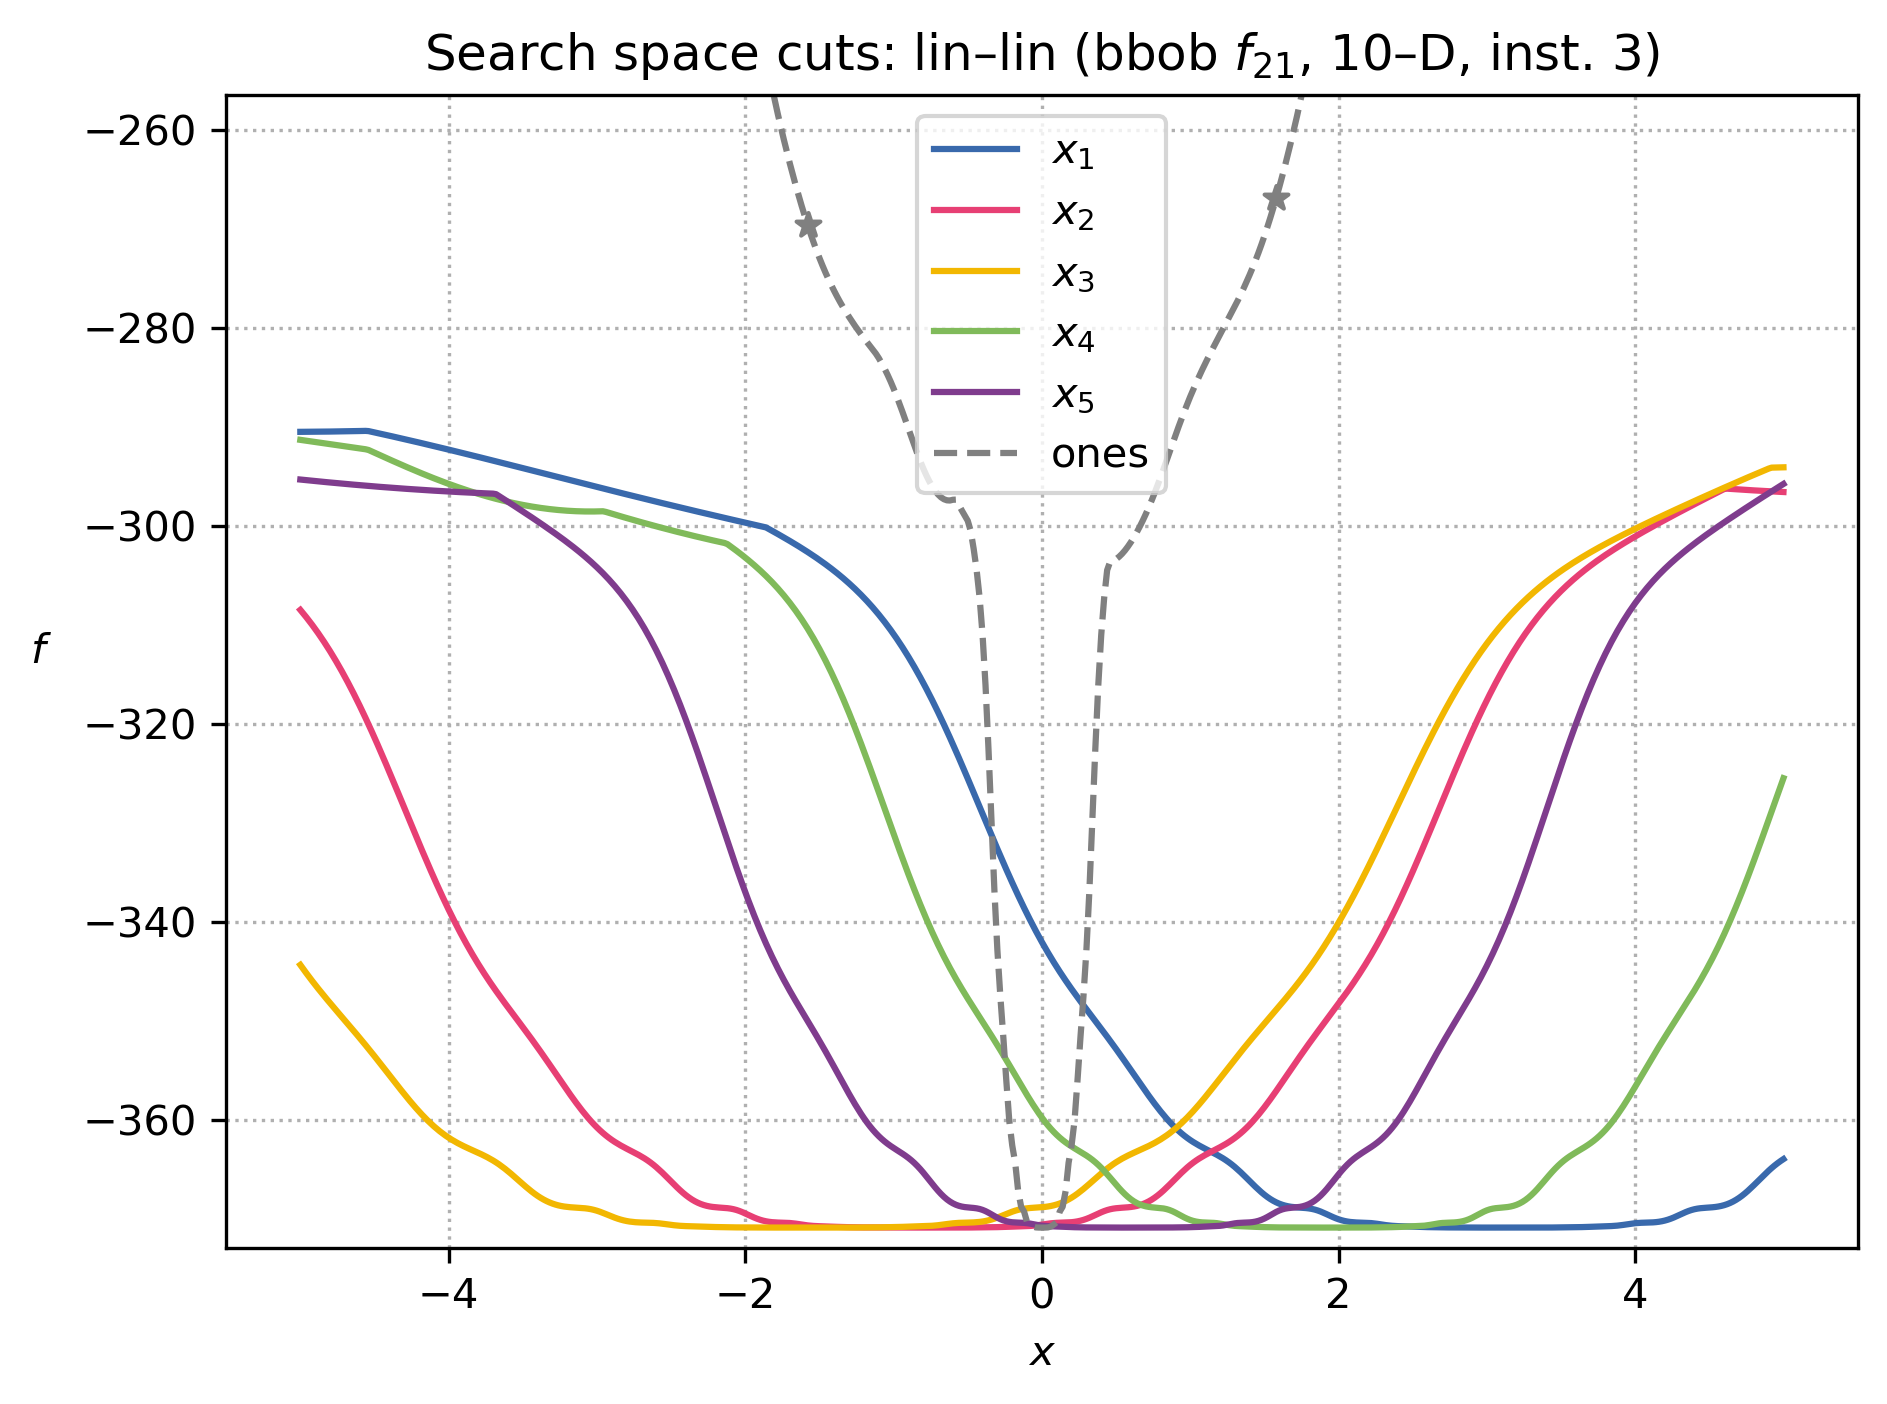 Search space cuts: lin–lin (bbob f₂₁, 10–D, inst. 3)
−260
−280
−300
−320
−340
−360
f
x₁
x₂
x₃
x₄
x₅
ones
−4 −2 0 2 4
x